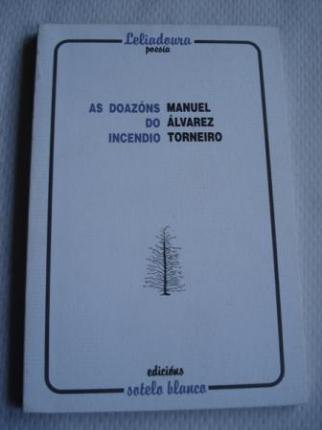 Leliadoura
poesía
AS DOAZÓNS MANUEL
DO ÁLVAREZ
INCENDIO TORNEIRO
edicións
sotelo blanco